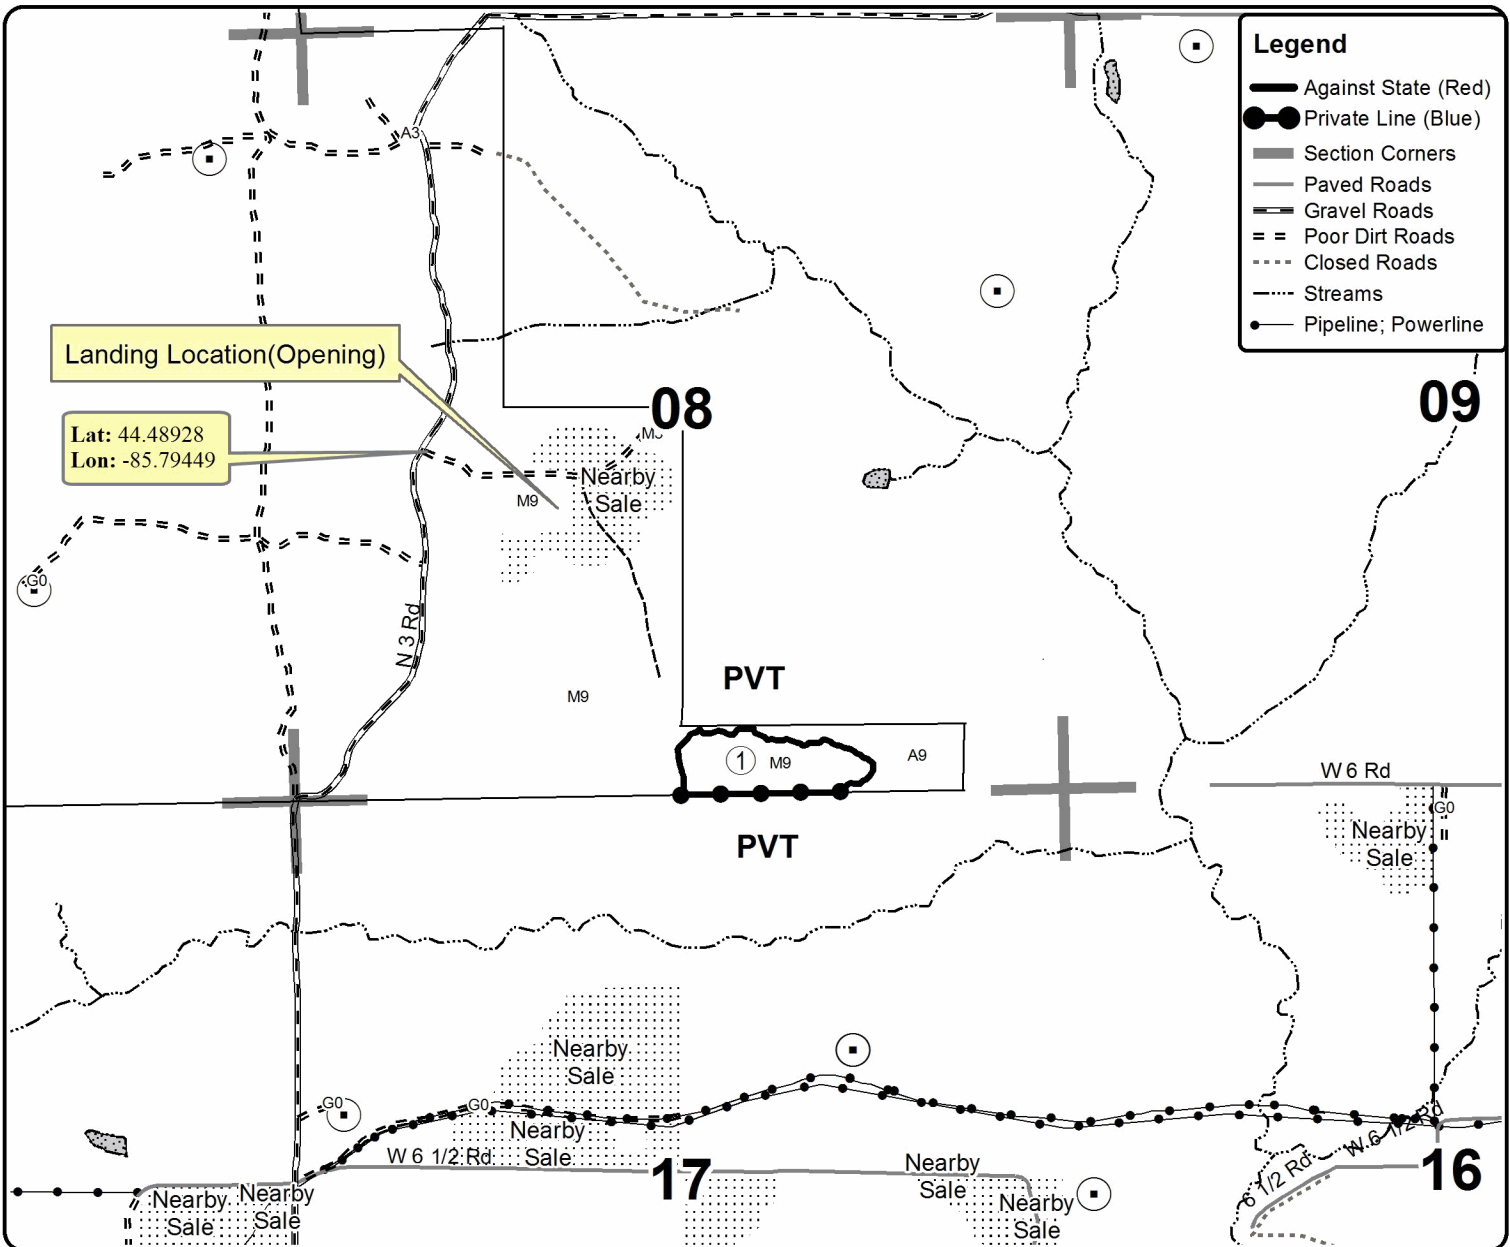 Legend
Against State (Red)
Private Line (Blue)
Section Corners
Paved Roads
Gravel Roads
Poor Dirt Roads
Closed Roads
Streams
Pipeline; Powerline
A3
Landing Location(Opening)
08
09
Lat: 44.48928
Lon: -85.79449
Nearby
Sale
M9
G0
N 3 Rd
PVT
M9
1
M9
A9
W 6 Rd
G0
Nearby
Sale
PVT
Nearby
Sale
G0
G0
Nearby
Sale
W 6 1/2 Rd
W 6 1/2 Rd
6 1/2 Rd
17
16
Nearby
Sale
Nearby
Sale
Nearby
Sale
Nearby
Sale